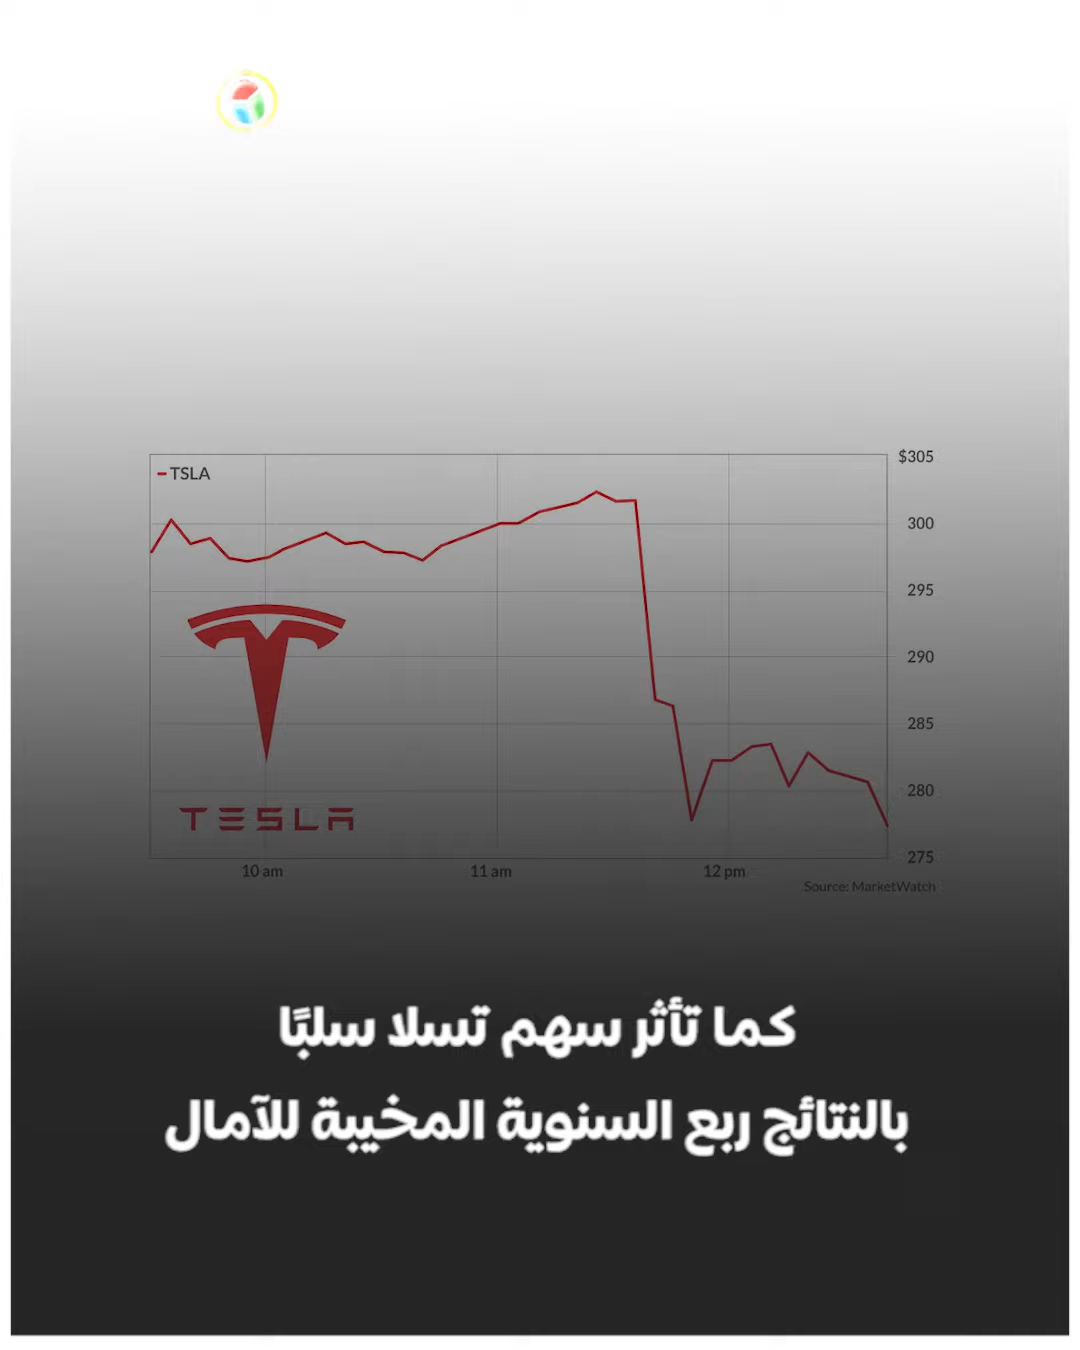 TSLA
$305
300
295
290
285
280
275
TESLA
10 am 11 am 12 pm
Source: MarketWatch
كما تأثر سهم تسلا سلبًا
بالنتائج ربع السنوية المخيبة للآمال